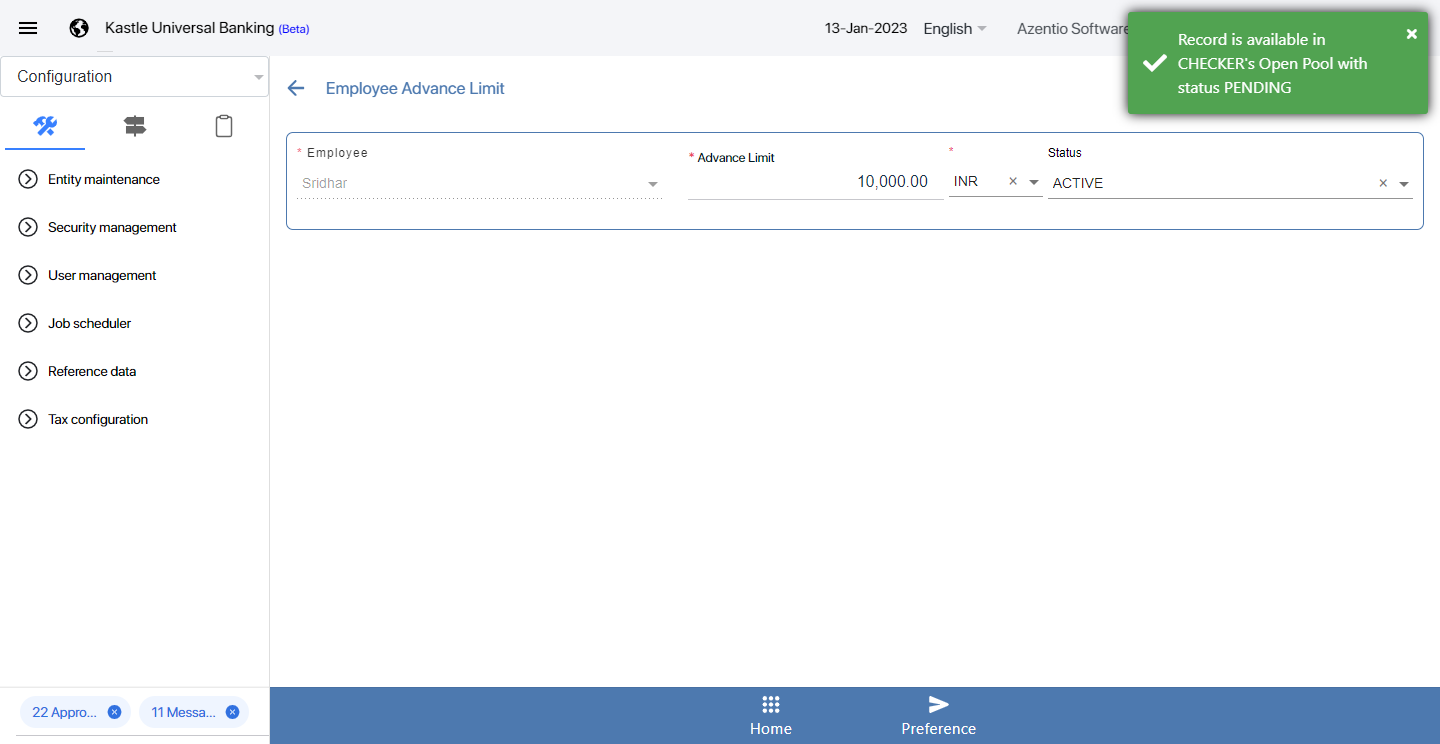 Kastle Universal Banking (Beta)
13-Jan-2023
English
Azentio Software
Record is available in
CHECKER's Open Pool with
status PENDING
Configuration
Employee Advance Limit
* Employee
Sridhar
* Advance Limit
10,000.00
*
INR
Status
ACTIVE
Entity maintenance
Security management
User management
Job scheduler
Reference data
Tax configuration
22 Appro...
11 Messa...
Home
Preference